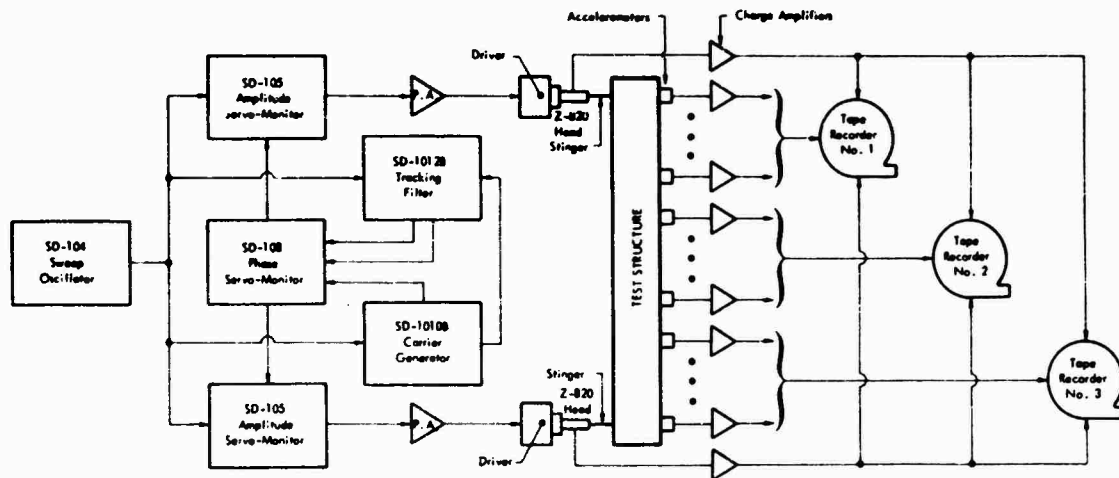 Accelerometers
Charge Amplifiers
Driver
SD-105
Amplitude
Servo-Monitor
P.A.
Z-820
Head
Stinger
Tape
Recorder
No. 1
SD-1012B
Tracking
Filter
SD-104
Sweep
Oscillator
SD-108
Phase
Servo-Monitor
TEST STRUCTURE
Tape
Recorder
No. 2
SD-1010B
Carrier
Generator
Stinger
Z-820
Head
Tape
Recorder
No. 3
SD-105
Amplitude
Servo-Monitor
P.A.
Driver